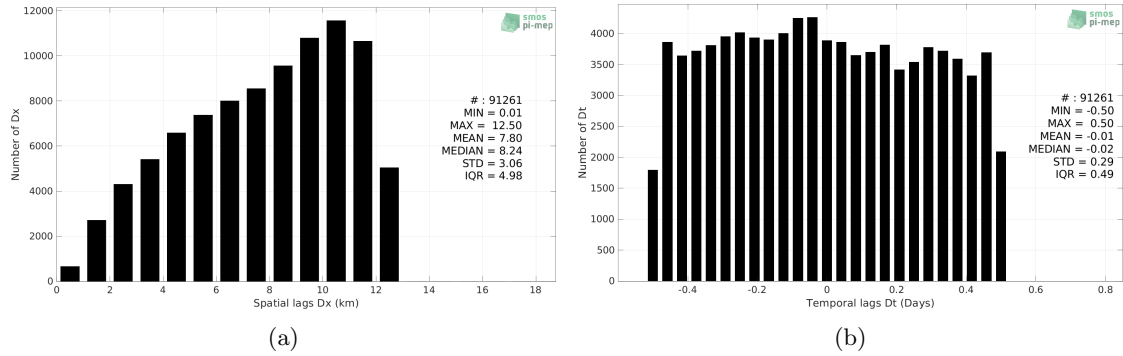 12000
10000
8000
6000
4000
2000
0
Number of Dx
0 2 4 6 8 10 12 14 16 18
Spatial lags Dx (km)
smos
pi-mep
# : 91261
MIN = 0.01
MAX = 12.50
MEAN = 7.80
MEDIAN = 8.24
STD = 3.06
IQR = 4.98
(a)
4000
3500
3000
2500
2000
1500
1000
500
0
Number of Dt
-0.4 -0.2 0 0.2 0.4 0.6 0.8
Temporal lags Dt (Days)
smos
pi-mep
# : 91261
MIN = -0.50
MAX = 0.50
MEAN = -0.01
MEDIAN = -0.02
STD = 0.29
IQR = 0.49
(b)